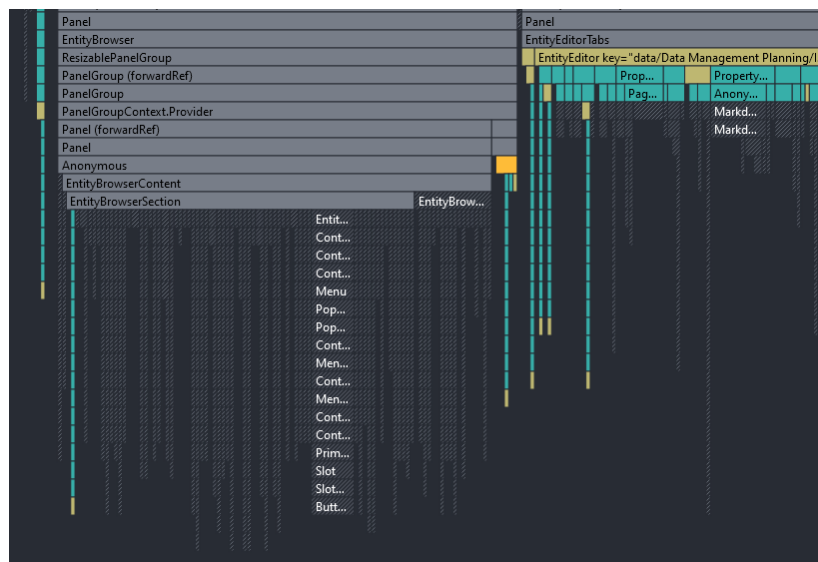 Panel Panel
EntityBrowser EntityEditorTabs
ResizablePanelGroup EntityEditor key="data/Data Management Planning/I
PanelGroup (forwardRef) Prop... Property...
PanelGroup Pag... Anony...
PanelGroupContext.Provider Markd...
Panel (forwardRef) Markd...
Panel
Anonymous
EntityBrowserContent
EntityBrowserSection EntityBrow...
Entit...
Cont...
Cont...
Cont...
Menu
Pop...
Pop...
Cont...
Men...
Cont...
Men...
Cont...
Cont...
Prim...
Slot
Slot...
Butt...